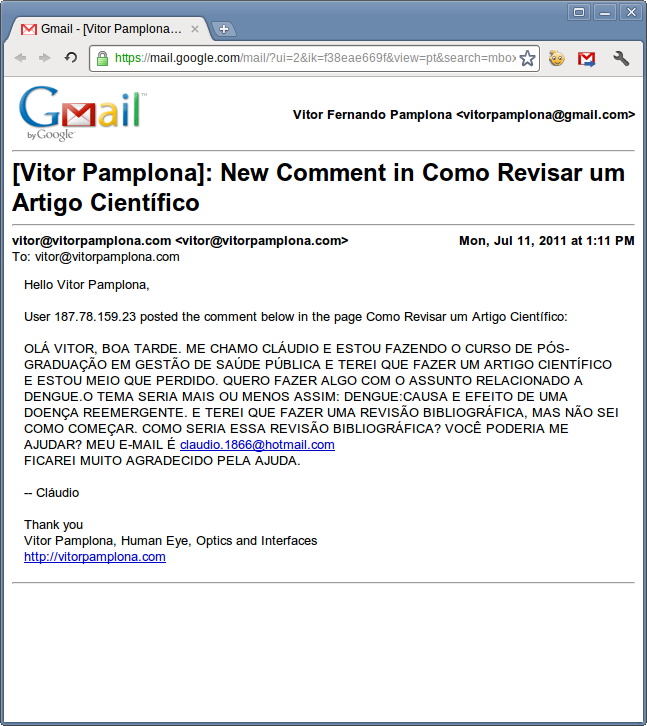 Gmail - [Vitor Pamplona...
https://mail.google.com/mail/?ui=2&ik=f38eae669f&view=pt&search=mbox
Gmail™
by Google
Vitor Fernando Pamplona <vitorpamplona@gmail.com>
[Vitor Pamplona]: New Comment in Como Revisar um
Artigo Científico
vitor@vitorpamplona.com <vitor@vitorpamplona.com> Mon, Jul 11, 2011 at 1:11 PM
To: vitor@vitorpamplona.com
Hello Vitor Pamplona,
User 187.78.159.23 posted the comment below in the page Como Revisar um Artigo Científico:
OLÁ VITOR, BOA TARDE. ME CHAMO CLÁUDIO E ESTOU FAZENDO O CURSO DE PÓS-
GRADUAÇÃO EM GESTÃO DE SAÚDE PÚBLICA E TEREI QUE FAZER UM ARTIGO CIENTÍFICO
E ESTOU MEIO QUE PERDIDO. QUERO FAZER ALGO COM O ASSUNTO RELACIONADO A
DENGUE.O TEMA SERIA MAIS OU MENOS ASSIM: DENGUE:CAUSA E EFEITO DE UMA
DOENÇA REEMERGENTE. E TEREI QUE FAZER UMA REVISÃO BIBLIOGRÁFICA, MAS NÃO SEI
COMO COMEÇAR. COMO SERIA ESSA REVISÃO BIBLIOGRÁFICA? VOCÊ PODERIA ME
AJUDAR? MEU E-MAIL É claudio.1866@hotmail.com
FICAREI MUITO AGRADECIDO PELA AJUDA.
-- Cláudio
Thank you
Vitor Pamplona, Human Eye, Optics and Interfaces
http://vitorpamplona.com